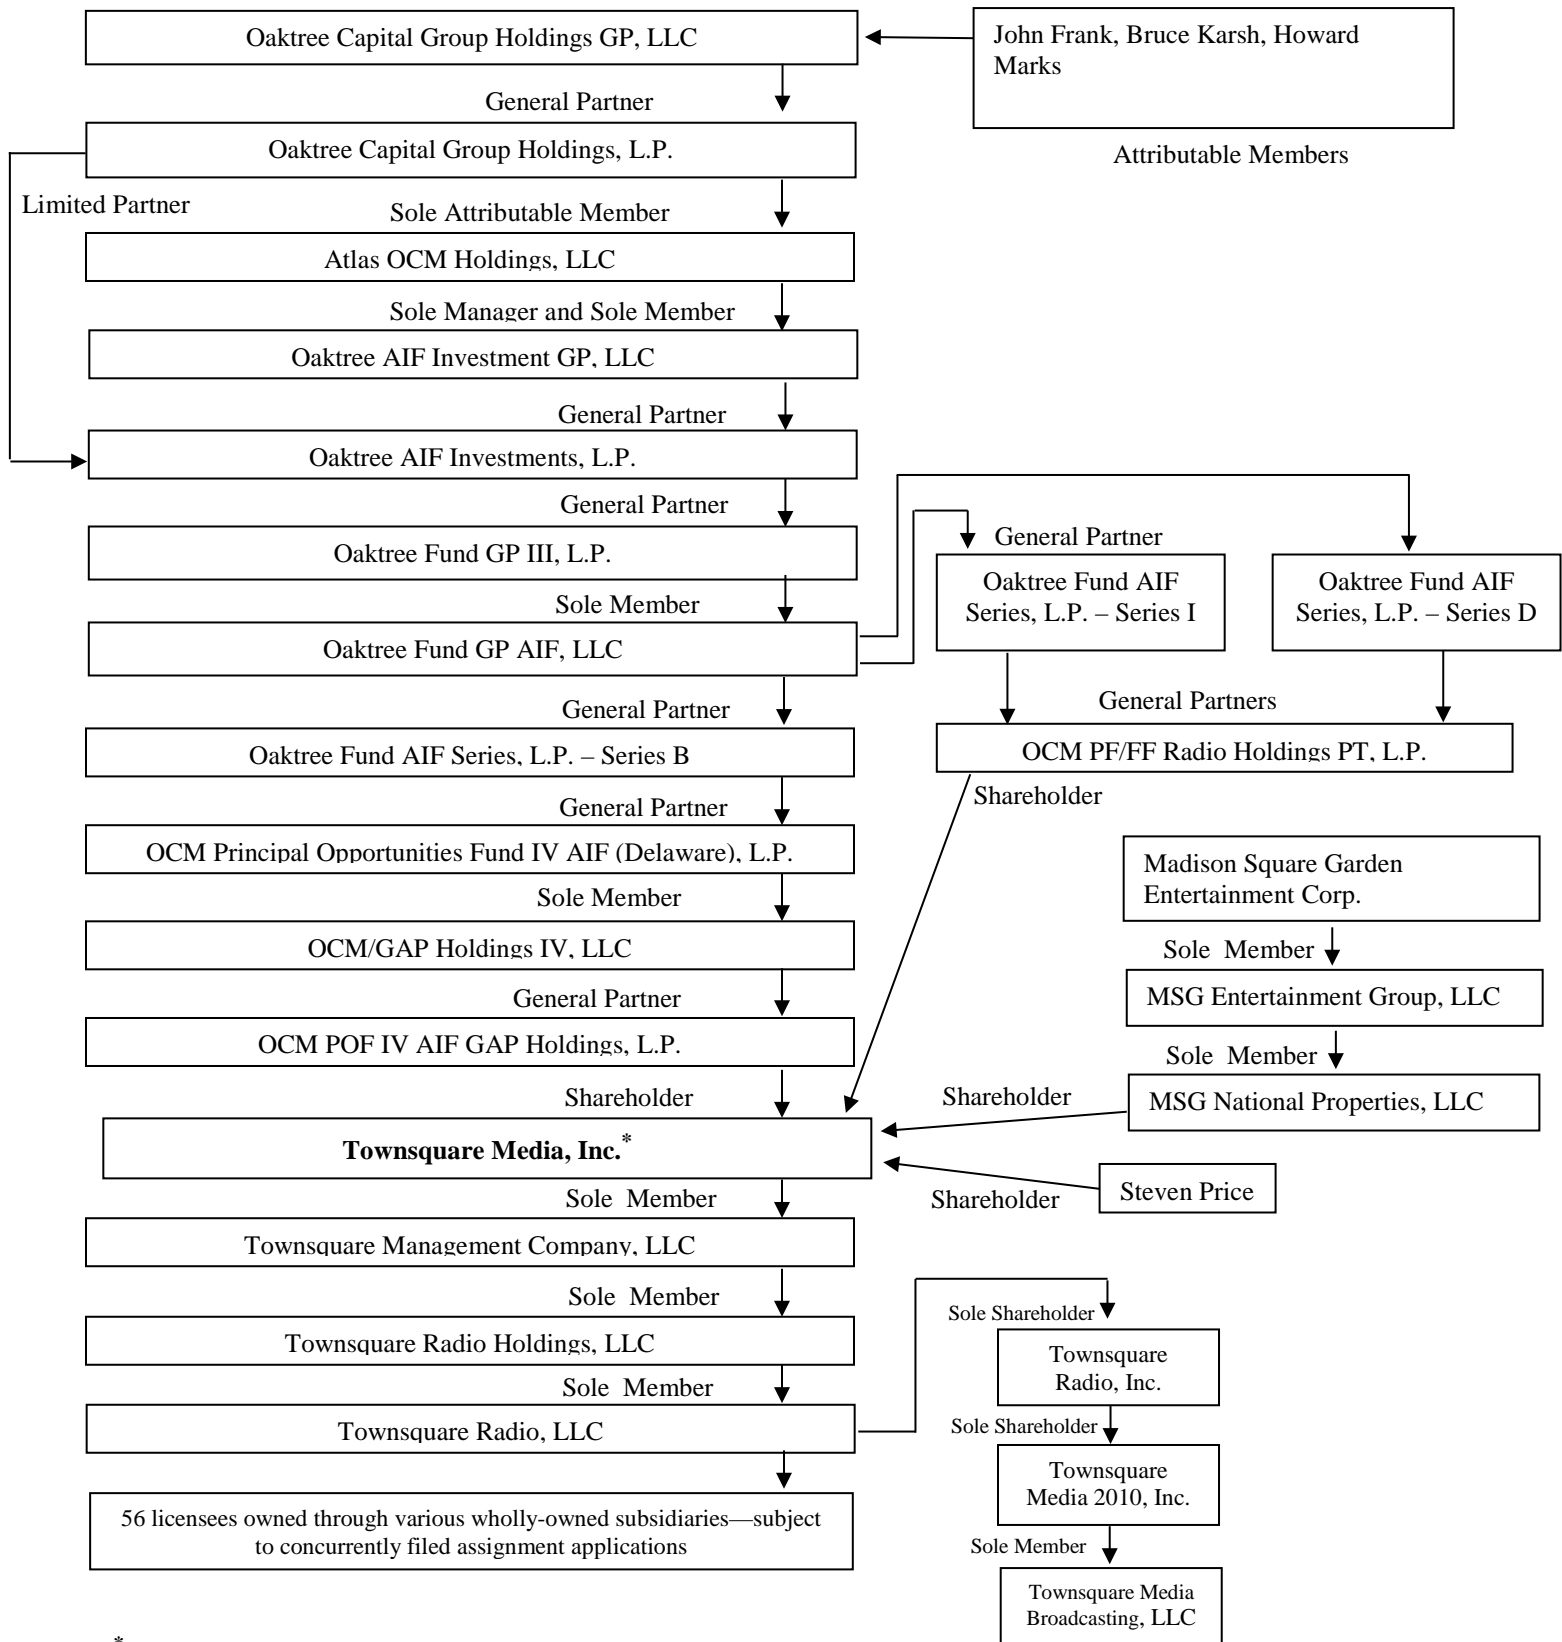 Oaktree Capital Group Holdings GP, LLC
John Frank, Bruce Karsh, Howard
Marks
General Partner
Oaktree Capital Group Holdings, L.P.
Attributable Members
Limited Partner
Sole Attributable Member
Atlas OCM Holdings, LLC
Sole Manager and Sole Member
Oaktree AIF Investment GP, LLC
General Partner
Oaktree AIF Investments, L.P.
General Partner
Oaktree Fund GP III, L.P.
Sole Member
Oaktree Fund GP AIF, LLC
General Partner
Oaktree Fund AIF
Series, L.P. – Series I
Oaktree Fund AIF
Series, L.P. – Series D
General Partners
OCM PF/FF Radio Holdings PT, L.P.
Shareholder
General Partner
Oaktree Fund AIF Series, L.P. – Series B
General Partner
OCM Principal Opportunities Fund IV AIF (Delaware), L.P.
Sole Member
OCM/GAP Holdings IV, LLC
General Partner
OCM POF IV AIF GAP Holdings, L.P.
Shareholder
Madison Square Garden
Entertainment Corp.
Sole Member
MSG Entertainment Group, LLC
Sole Member
MSG National Properties, LLC
Shareholder
Townsquare Media, Inc.*
Steven Price
Shareholder
Sole Member
Townsquare Management Company, LLC
Sole Member
Townsquare Radio Holdings, LLC
Sole Member
Townsquare Radio, LLC
56 licensees owned through various wholly-owned subsidiaries—subject
to concurrently filed assignment applications
Sole Shareholder
Townsquare
Radio, Inc.
Sole Shareholder
Townsquare
Media 2010, Inc.
Sole Member
Townsquare Media
Broadcasting, LLC
*